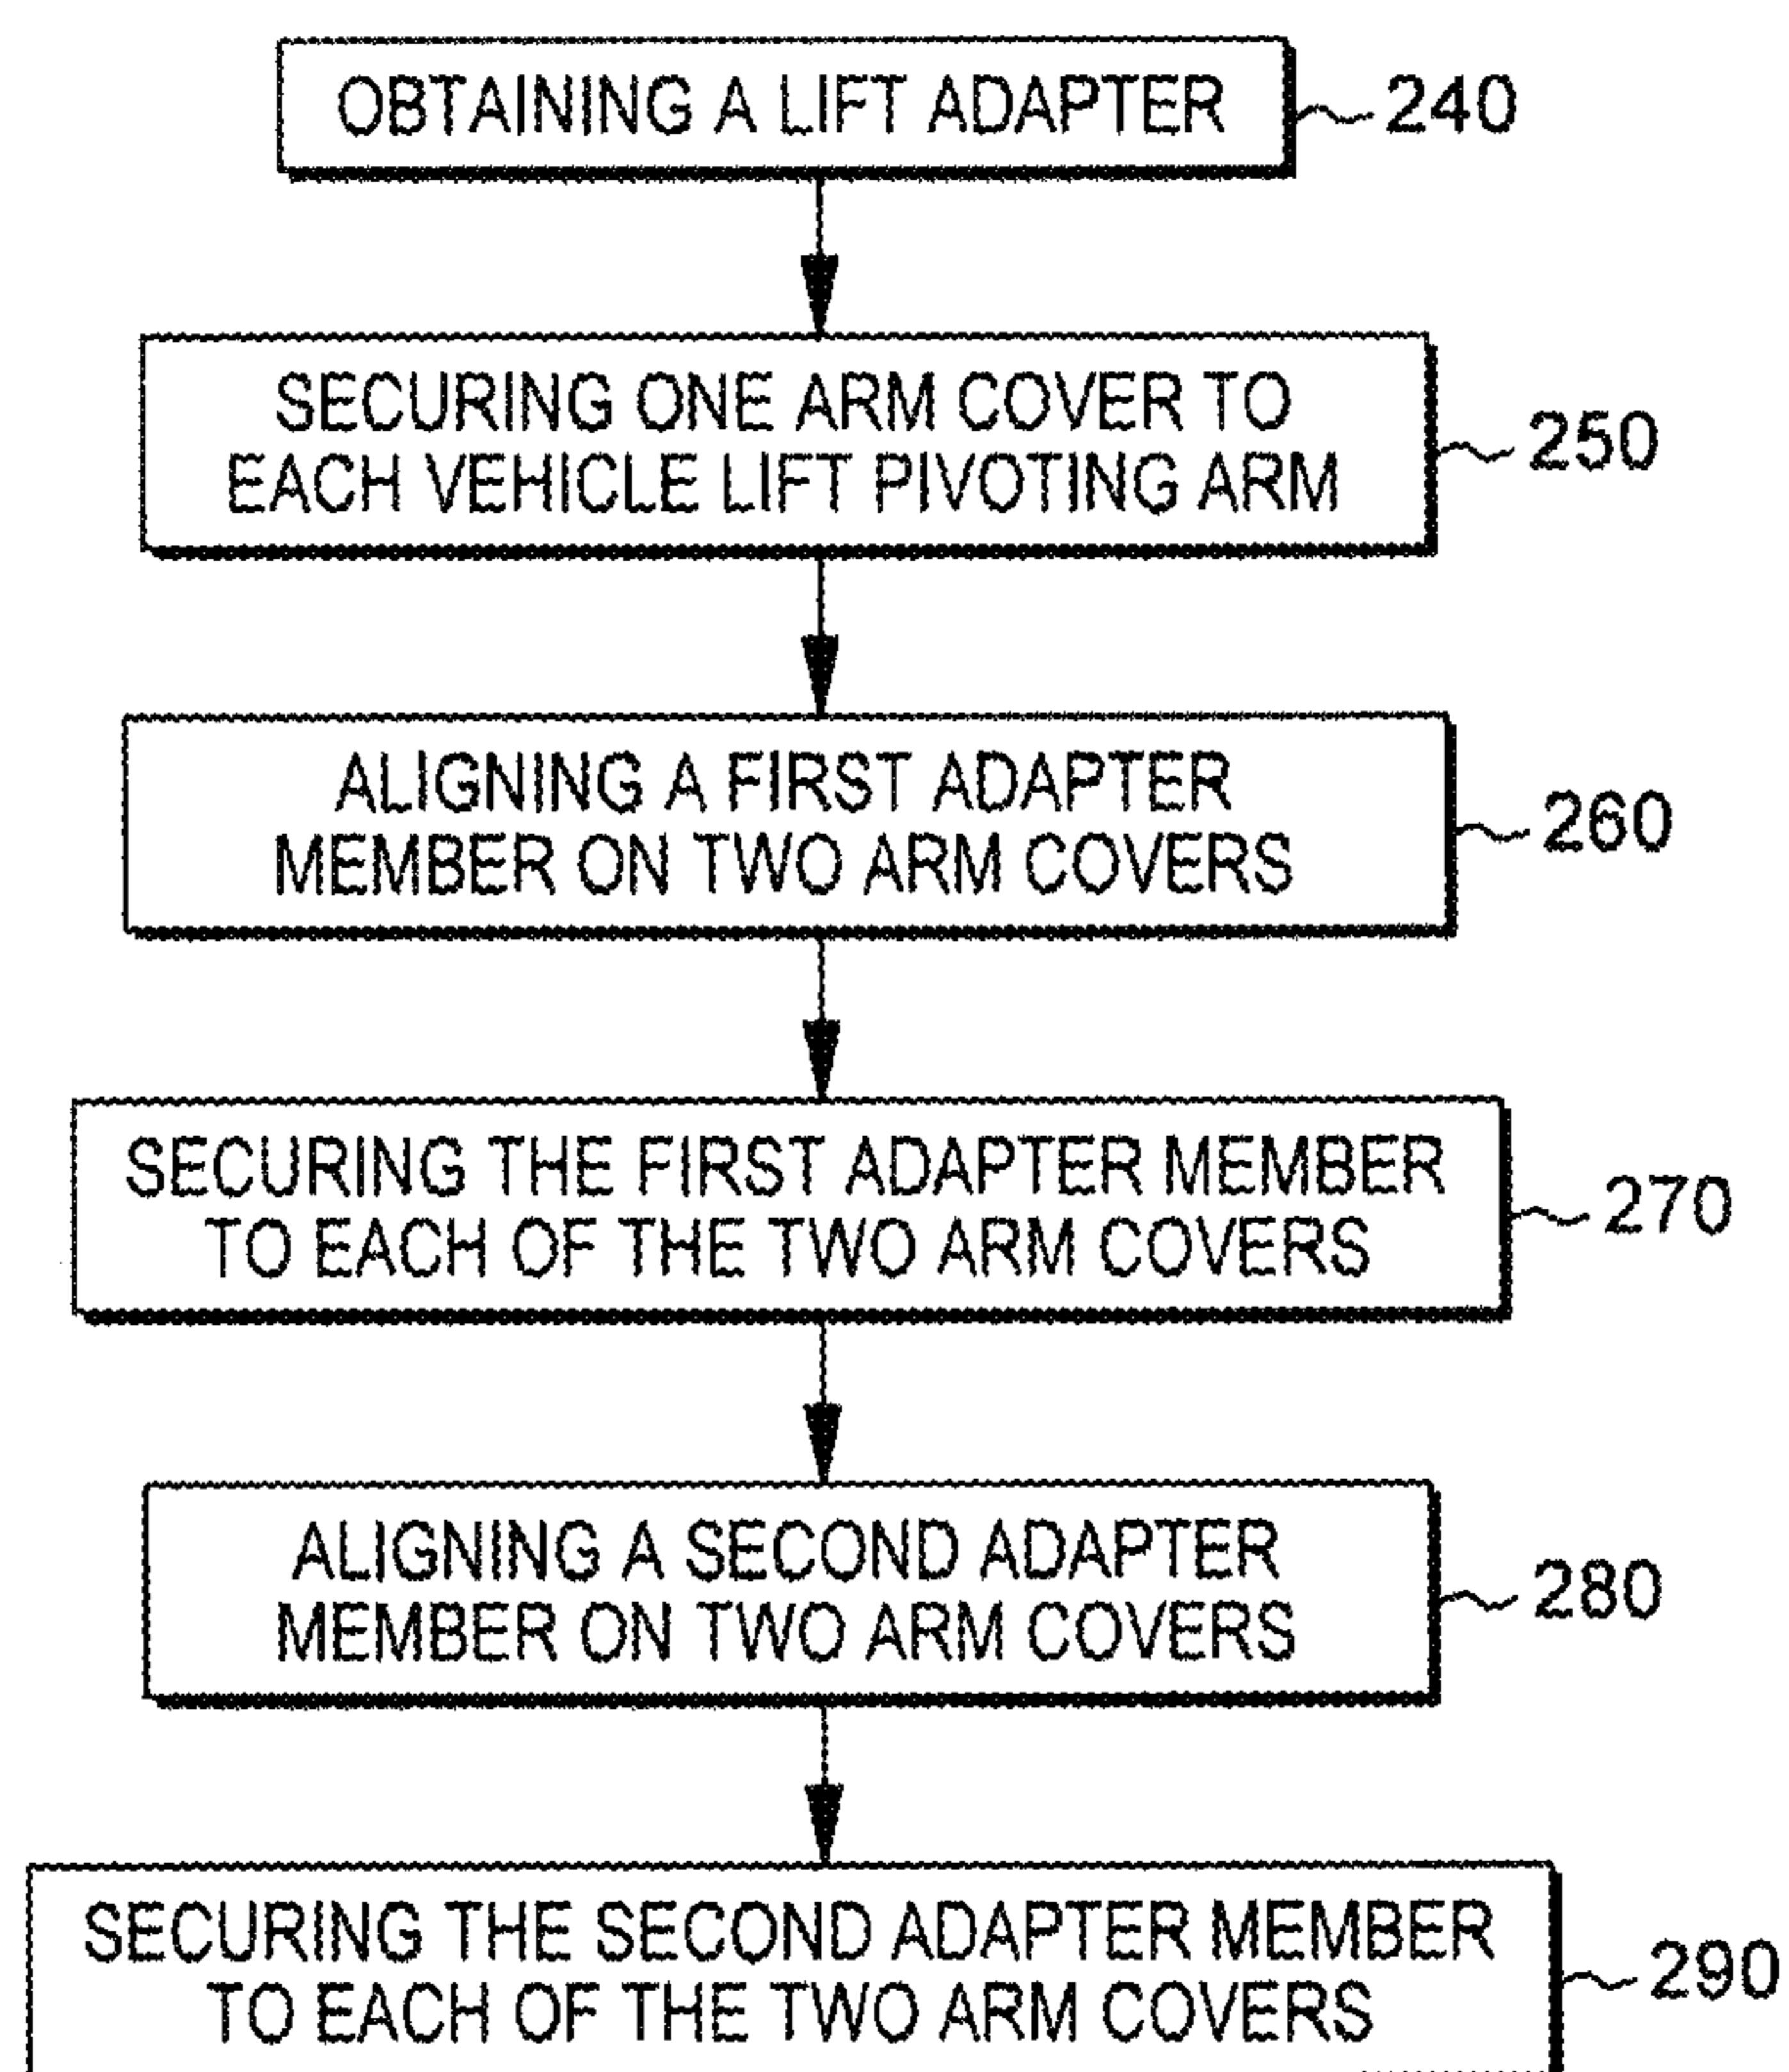 OBTAINING A LIFT ADAPTER
240
SECURING ONE ARM COVER TO
EACH VEHICLE LIFT PIVOTING ARM
250
ALIGNING A FIRST ADAPTER
MEMBER ON TWO ARM COVERS
260
SECURING THE FIRST ADAPTER MEMBER
TO EACH OF THE TWO ARM COVERS
270
ALIGNING A SECOND ADAPTER
MEMBER ON TWO ARM COVERS
280
SECURING THE SECOND ADAPTER MEMBER
TO EACH OF THE TWO ARM COVERS
290